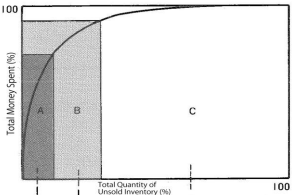 100
Total Money Spent (%)
A
B
C
Total Quantity of
Unsold Inventory (%)
100